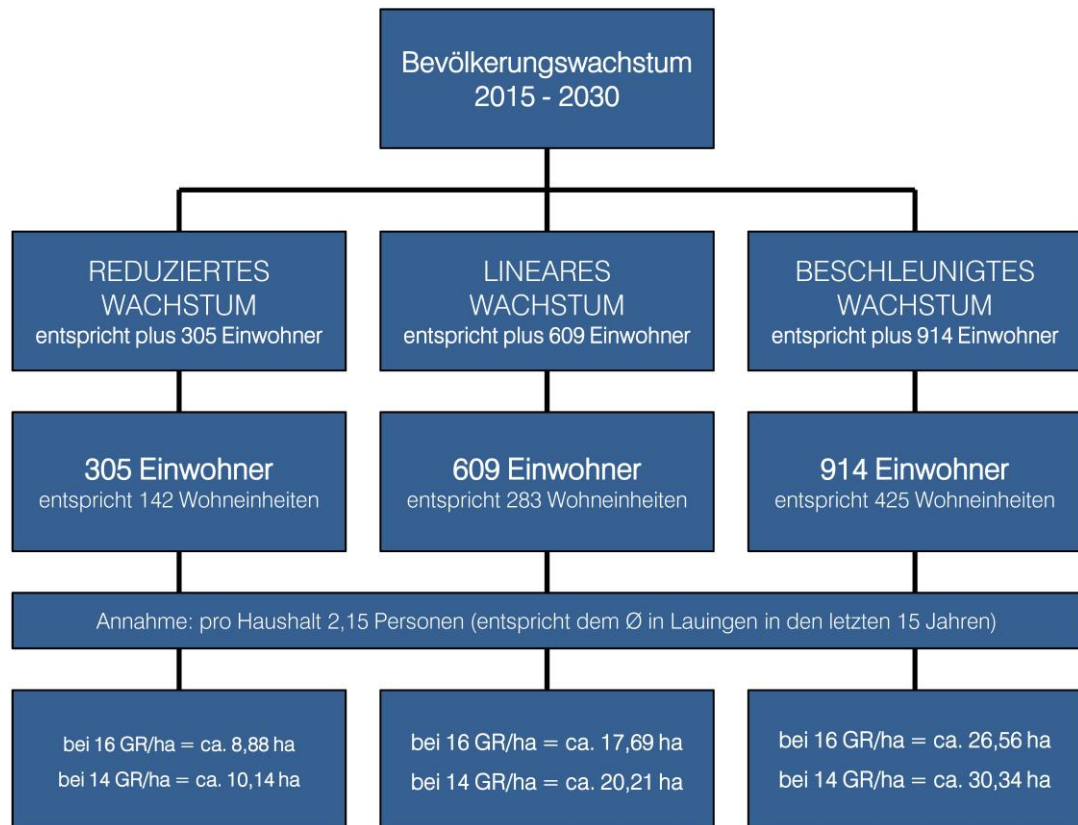 Bevölkerungswachstum
2015 - 2030
REDUZIERTES
WACHSTUM
entspricht plus 305 Einwohner
LINEARES
WACHSTUM
entspricht plus 609 Einwohner
BESCHLEUNIGTES
WACHSTUM
entspricht plus 914 Einwohner
305 Einwohner
entspricht 142 Wohneinheiten
609 Einwohner
entspricht 283 Wohneinheiten
914 Einwohner
entspricht 425 Wohneinheiten
Annahme: pro Haushalt 2,15 Personen (entspricht dem Ø in Lauingen in den letzten 15 Jahren)
bei 16 GR/ha = ca. 8,88 ha
bei 14 GR/ha = ca. 10,14 ha
bei 16 GR/ha = ca. 17,69 ha
bei 14 GR/ha = ca. 20,21 ha
bei 16 GR/ha = ca. 26,56 ha
bei 14 GR/ha = ca. 30,34 ha